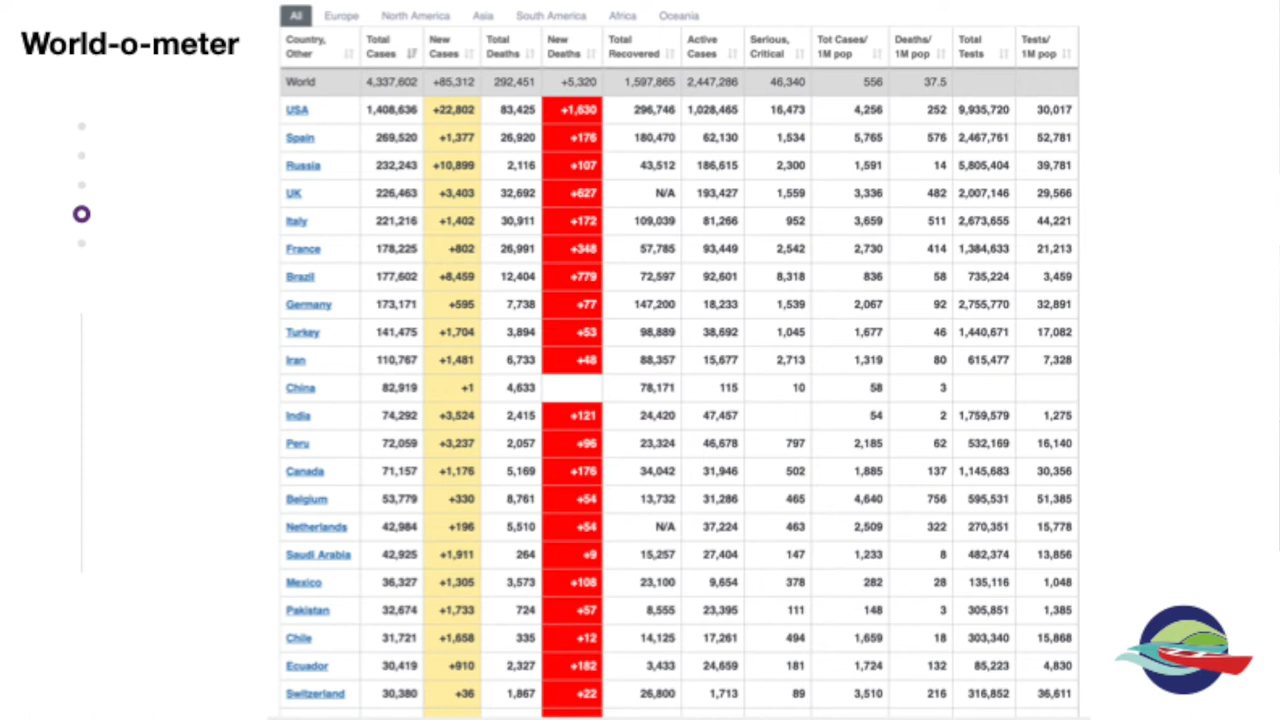 World-o-meter
All Europe North America Asia South America Africa Oceania
Country, Other Total Cases New Cases Total Deaths New Deaths Total Recovered Active Cases Serious, Critical Tot Cases/ 1M pop Deaths/ 1M pop Total Tests Tests/ 1M pop
World 4,337,602 +85,312 292,451 +5,320 1,597,865 2,447,286 46,340 556 37.5
USA 1,408,636 +22,802 83,425 +1,630 296,746 1,028,465 16,473 4,256 252 9,935,720 30,017
Spain 269,520 +1,377 26,920 +176 180,470 62,130 1,534 5,765 576 2,467,761 52,781
Russia 232,243 +10,899 2,116 +107 43,512 186,615 2,300 1,591 14 5,805,404 39,781
UK 226,463 +3,403 32,692 +627 N/A 193,427 1,559 3,336 482 2,007,146 29,566
Italy 221,216 +1,402 30,911 +172 109,039 81,266 952 3,659 511 2,673,655 44,221
France 178,225 +802 26,991 +348 57,785 93,449 2,542 2,730 414 1,384,633 21,213
Brazil 177,602 +8,459 12,404 +779 72,597 92,601 8,318 836 58 735,224 3,459
Germany 173,171 +595 7,738 +77 147,200 18,233 1,539 2,067 92 2,755,770 32,891
Turkey 141,475 +1,704 3,894 +53 98,889 38,692 1,045 1,677 46 1,440,671 17,082
Iran 110,767 +1,481 6,733 +48 88,357 15,677 2,713 1,319 80 615,477 7,328
China 82,919 +1 4,633 78,171 115 10 58 3
India 74,292 +3,524 2,415 +121 24,420 47,457 54 2 1,759,579 1,275
Peru 72,059 +3,237 2,057 +96 23,324 46,678 797 2,185 62 532,169 16,140
Canada 71,157 +1,176 5,169 +176 34,042 31,946 502 1,885 137 1,145,683 30,356
Belgium 53,779 +330 8,761 +54 13,732 31,286 465 4,640 756 595,531 51,385
Netherlands 42,984 +196 5,510 +54 N/A 37,224 463 2,509 322 270,351 15,778
Saudi Arabia 42,925 +1,911 264 +9 15,257 27,404 147 1,233 8 482,374 13,856
Mexico 36,327 +1,305 3,573 +108 23,100 9,654 378 282 28 135,116 1,048
Pakistan 32,674 +1,733 724 +57 8,555 23,395 111 148 3 305,851 1,385
Chile 31,721 +1,658 335 +12 14,125 17,261 494 1,659 18 303,340 15,868
Ecuador 30,419 +910 2,327 +182 3,433 24,659 181 1,724 132 85,223 4,830
Switzerland 30,380 +36 1,867 +22 26,800 1,713 89 3,510 216 316,852 36,611